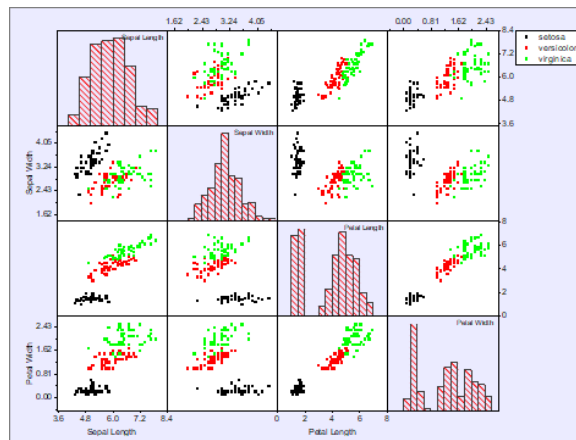 1.62 2.43 3.24 4.05 0.00 0.81 1.62 2.43
Sepal Length
8.4
7.2
6.0
4.8
3.6
setosa
versicolor
virginica
Sepal Width
4.05
3.24
2.43
1.62
Sepal Width
Petal Length
8
6
4
2
0
Petal Width
2.43
1.62
0.81
0.00
Petal Width
3.6 4.8 6.0 7.2 8.4 0 2 4 6 8
Sepal Length Petal Length